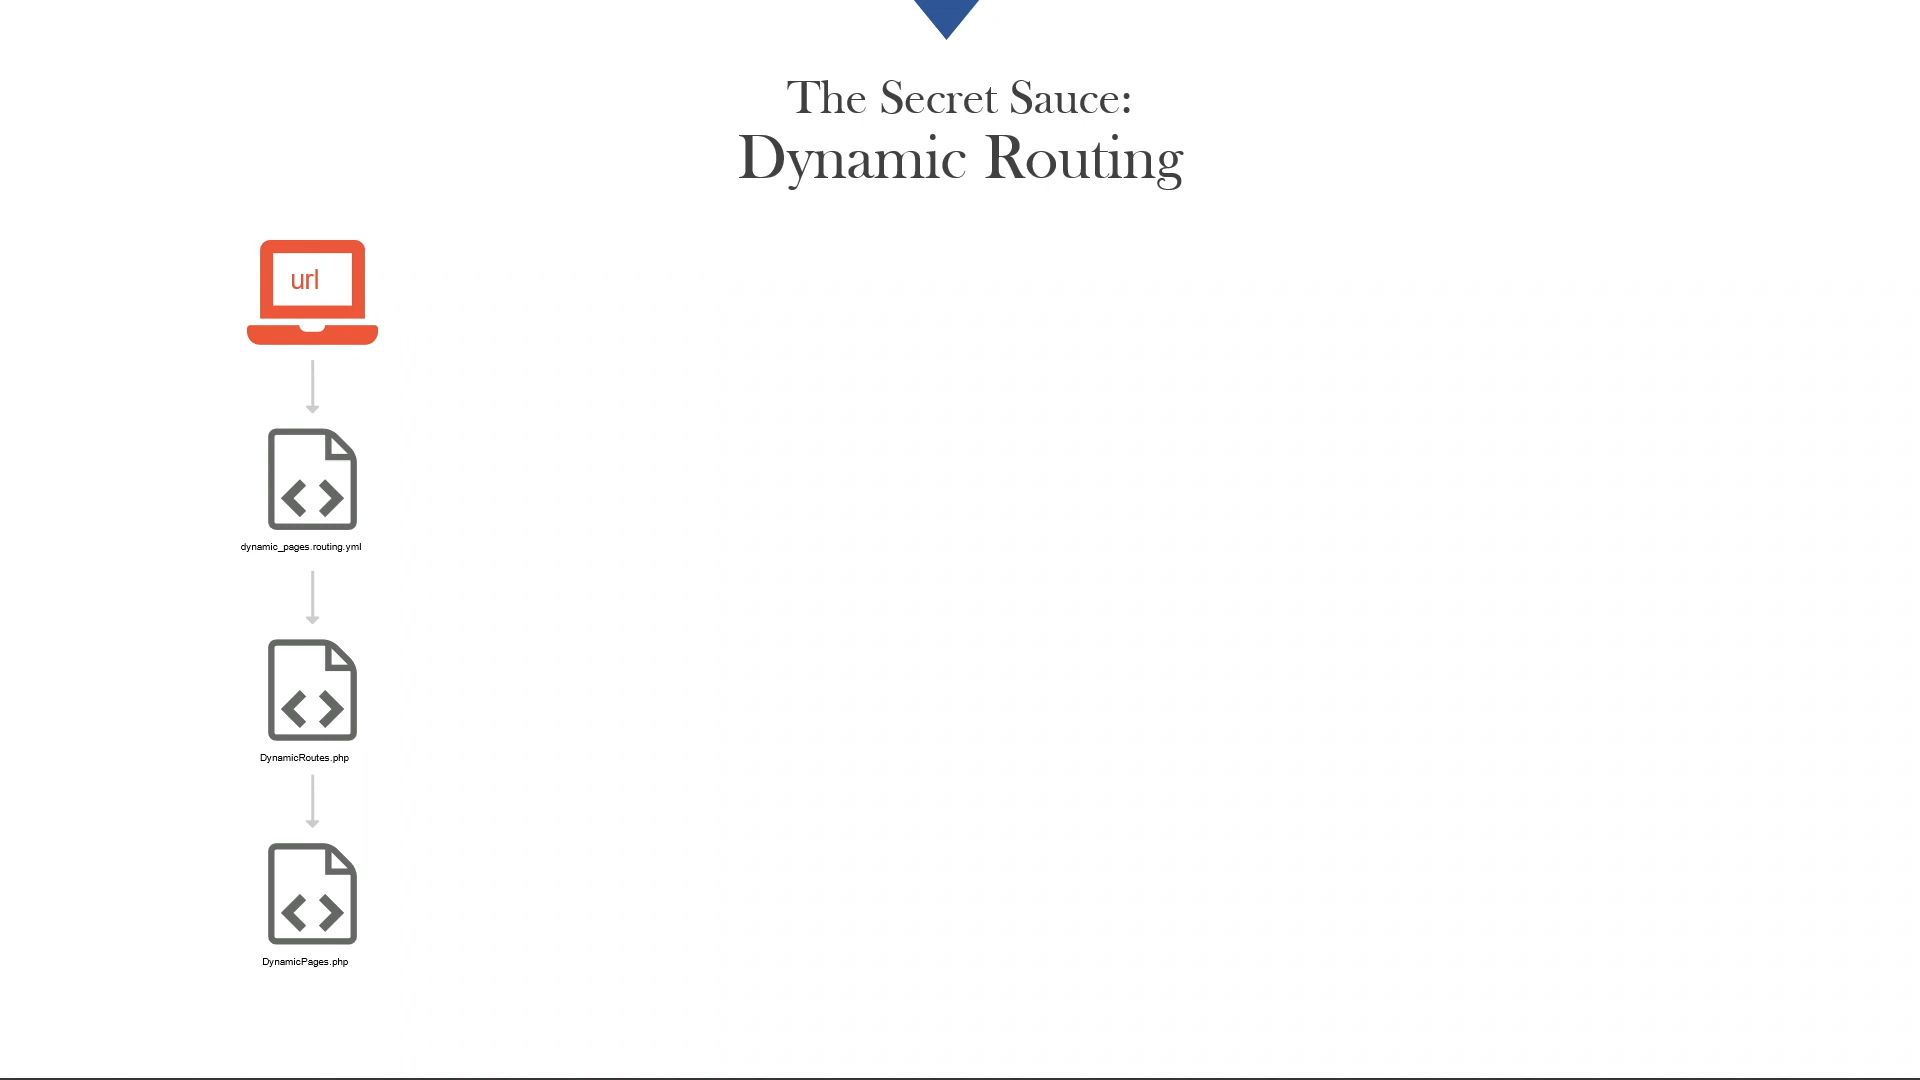 The Secret Sauce:
Dynamic Routing
url
dynamic_pages.routing.yml
DynamicRoutes.php
DynamicPages.php